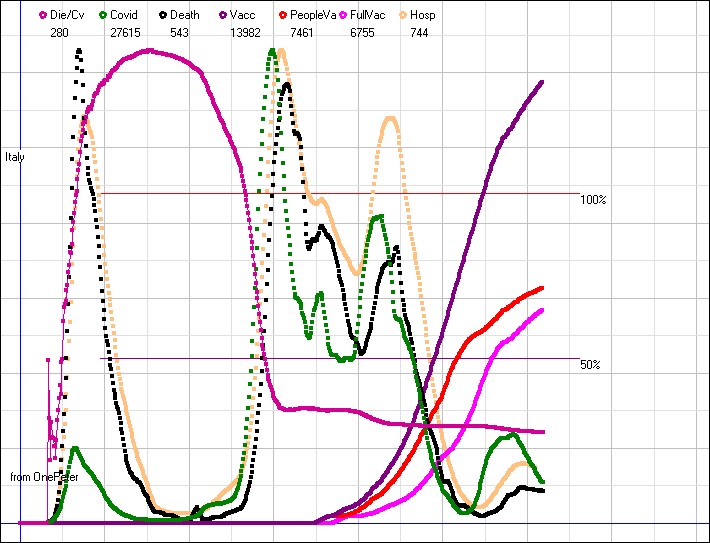 Die/Cv Covid Death Vacc PeopleVa FullVac Hosp
280 27615 543 13982 7461 6755 744
Italy
100%
50%
from OnePeter